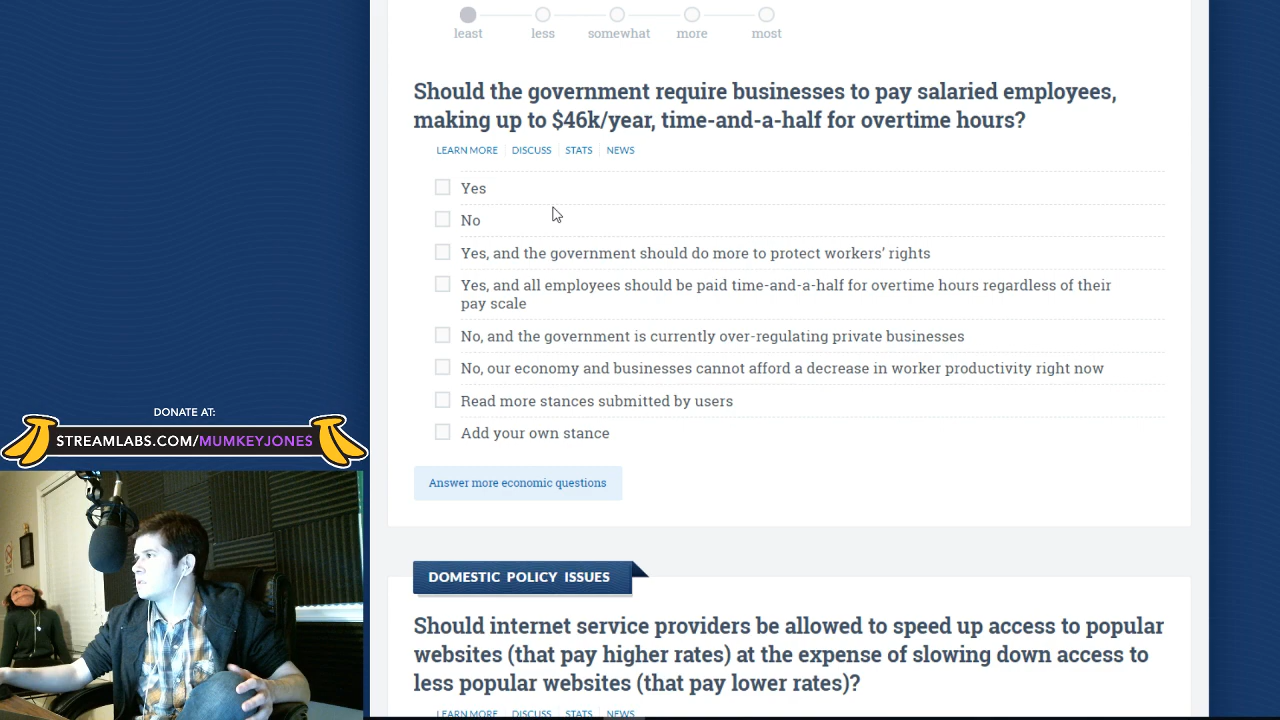 least less somewhat more most
Should the government require businesses to pay salaried employees,
making up to $46k/year, time-and-a-half for overtime hours?
LEARN MORE DISCUSS STATS NEWS
Yes
No
Yes, and the government should do more to protect workers’ rights
Yes, and all employees should be paid time-and-a-half for overtime hours regardless of their
pay scale
No, and the government is currently over-regulating private businesses
No, our economy and businesses cannot afford a decrease in worker productivity right now
Read more stances submitted by users
Add your own stance
Answer more economic questions
DONATE AT:
STREAMLABS.COM/MUMKEYJONES
DOMESTIC POLICY ISSUES
Should internet service providers be allowed to speed up access to popular
websites (that pay higher rates) at the expense of slowing down access to
less popular websites (that pay lower rates)?
LEARN MORE DISCUSS STATS NEWS